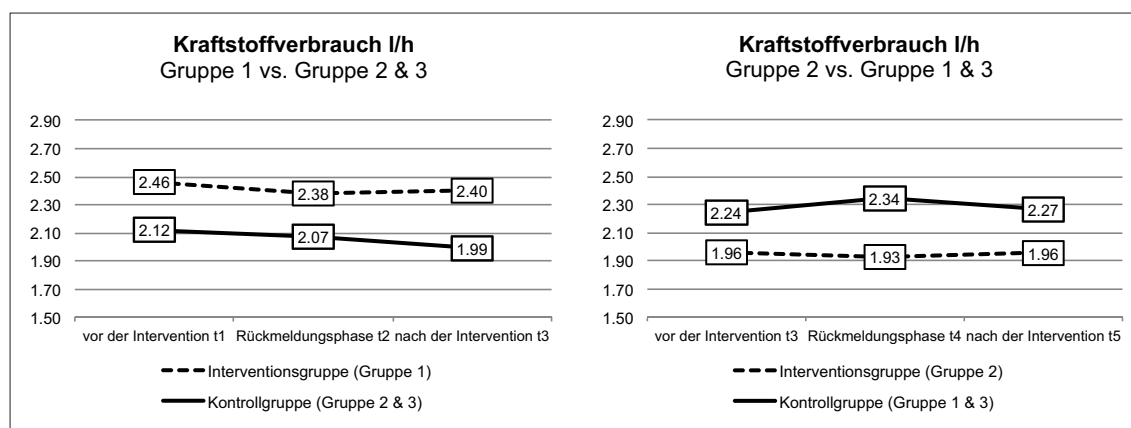 Kraftstoffverbrauch l/h
Gruppe 1 vs. Gruppe 2 & 3
2.90
2.70
2.50
2.30
2.10
1.90
1.70
1.50
2.46
2.38
2.40
2.12
2.07
1.99
vor der Intervention t1 Rückmeldungsphase t2 nach der Intervention t3
Interventionsgruppe (Gruppe 1)
Kontrollgruppe (Gruppe 2 & 3)
Kraftstoffverbrauch l/h
Gruppe 2 vs. Gruppe 1 & 3
2.90
2.70
2.50
2.30
2.10
1.90
1.70
1.50
2.24
2.34
2.27
1.96
1.93
1.96
vor der Intervention t3 Rückmeldungsphase t4 nach der Intervention t5
Interventionsgruppe (Gruppe 2)
Kontrollgruppe (Gruppe 1 & 3)